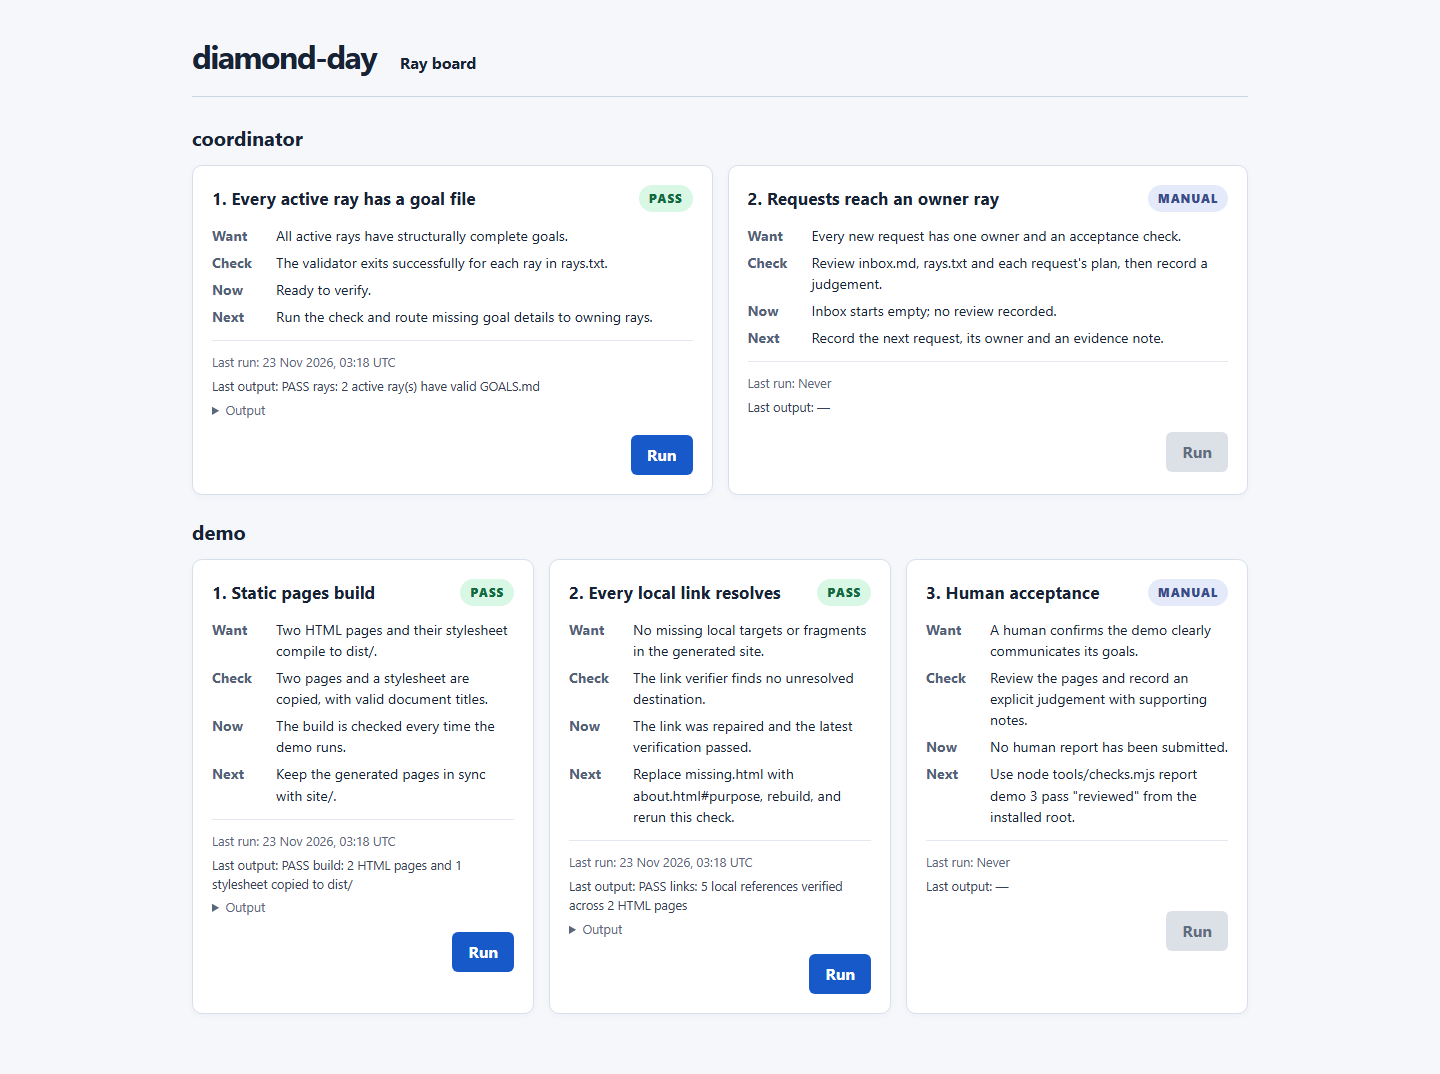 diamond-day Ray board
coordinator
1. Every active ray has a goal file PASS
Want All active rays have structurally complete goals.
Check The validator exits successfully for each ray in rays.txt.
Now Ready to verify.
Next Run the check and route missing goal details to owning rays.
Last run: 23 Nov 2026, 03:18 UTC
Last output: PASS rays: 2 active ray(s) have valid GOALS.md
Output
Run
2. Requests reach an owner ray MANUAL
Want Every new request has one owner and an acceptance check.
Check Review inbox.md, rays.txt and each request's plan, then record a
judgement.
Now Inbox starts empty; no review recorded.
Next Record the next request, its owner and an evidence note.
Last run: Never
Last output: —
Run
demo
1. Static pages build PASS
Want Two HTML pages and their stylesheet
compile to dist/.
Check Two pages and a stylesheet are
copied, with valid document titles.
Now The build is checked every time the
demo runs.
Next Keep the generated pages in sync
with site/.
Last run: 23 Nov 2026, 03:18 UTC
Last output: PASS build: 2 HTML pages and 1
stylesheet copied to dist/
Output
Run
2. Every local link resolves PASS
Want No missing local targets or fragments
in the generated site.
Check The link verifier finds no unresolved
destination.
Now The link was repaired and the latest
verification passed.
Next Replace missing.html with
about.html#purpose, rebuild, and
rerun this check.
Last run: 23 Nov 2026, 03:18 UTC
Last output: PASS links: 5 local references verified
across 2 HTML pages
Output
Run
3. Human acceptance MANUAL
Want A human confirms the demo clearly
communicates its goals.
Check Review the pages and record an
explicit judgement with supporting
notes.
Now No human report has been submitted.
Next Use node tools/checks.mjs report
demo 3 pass "reviewed" from the
installed root.
Last run: Never
Last output: —
Run